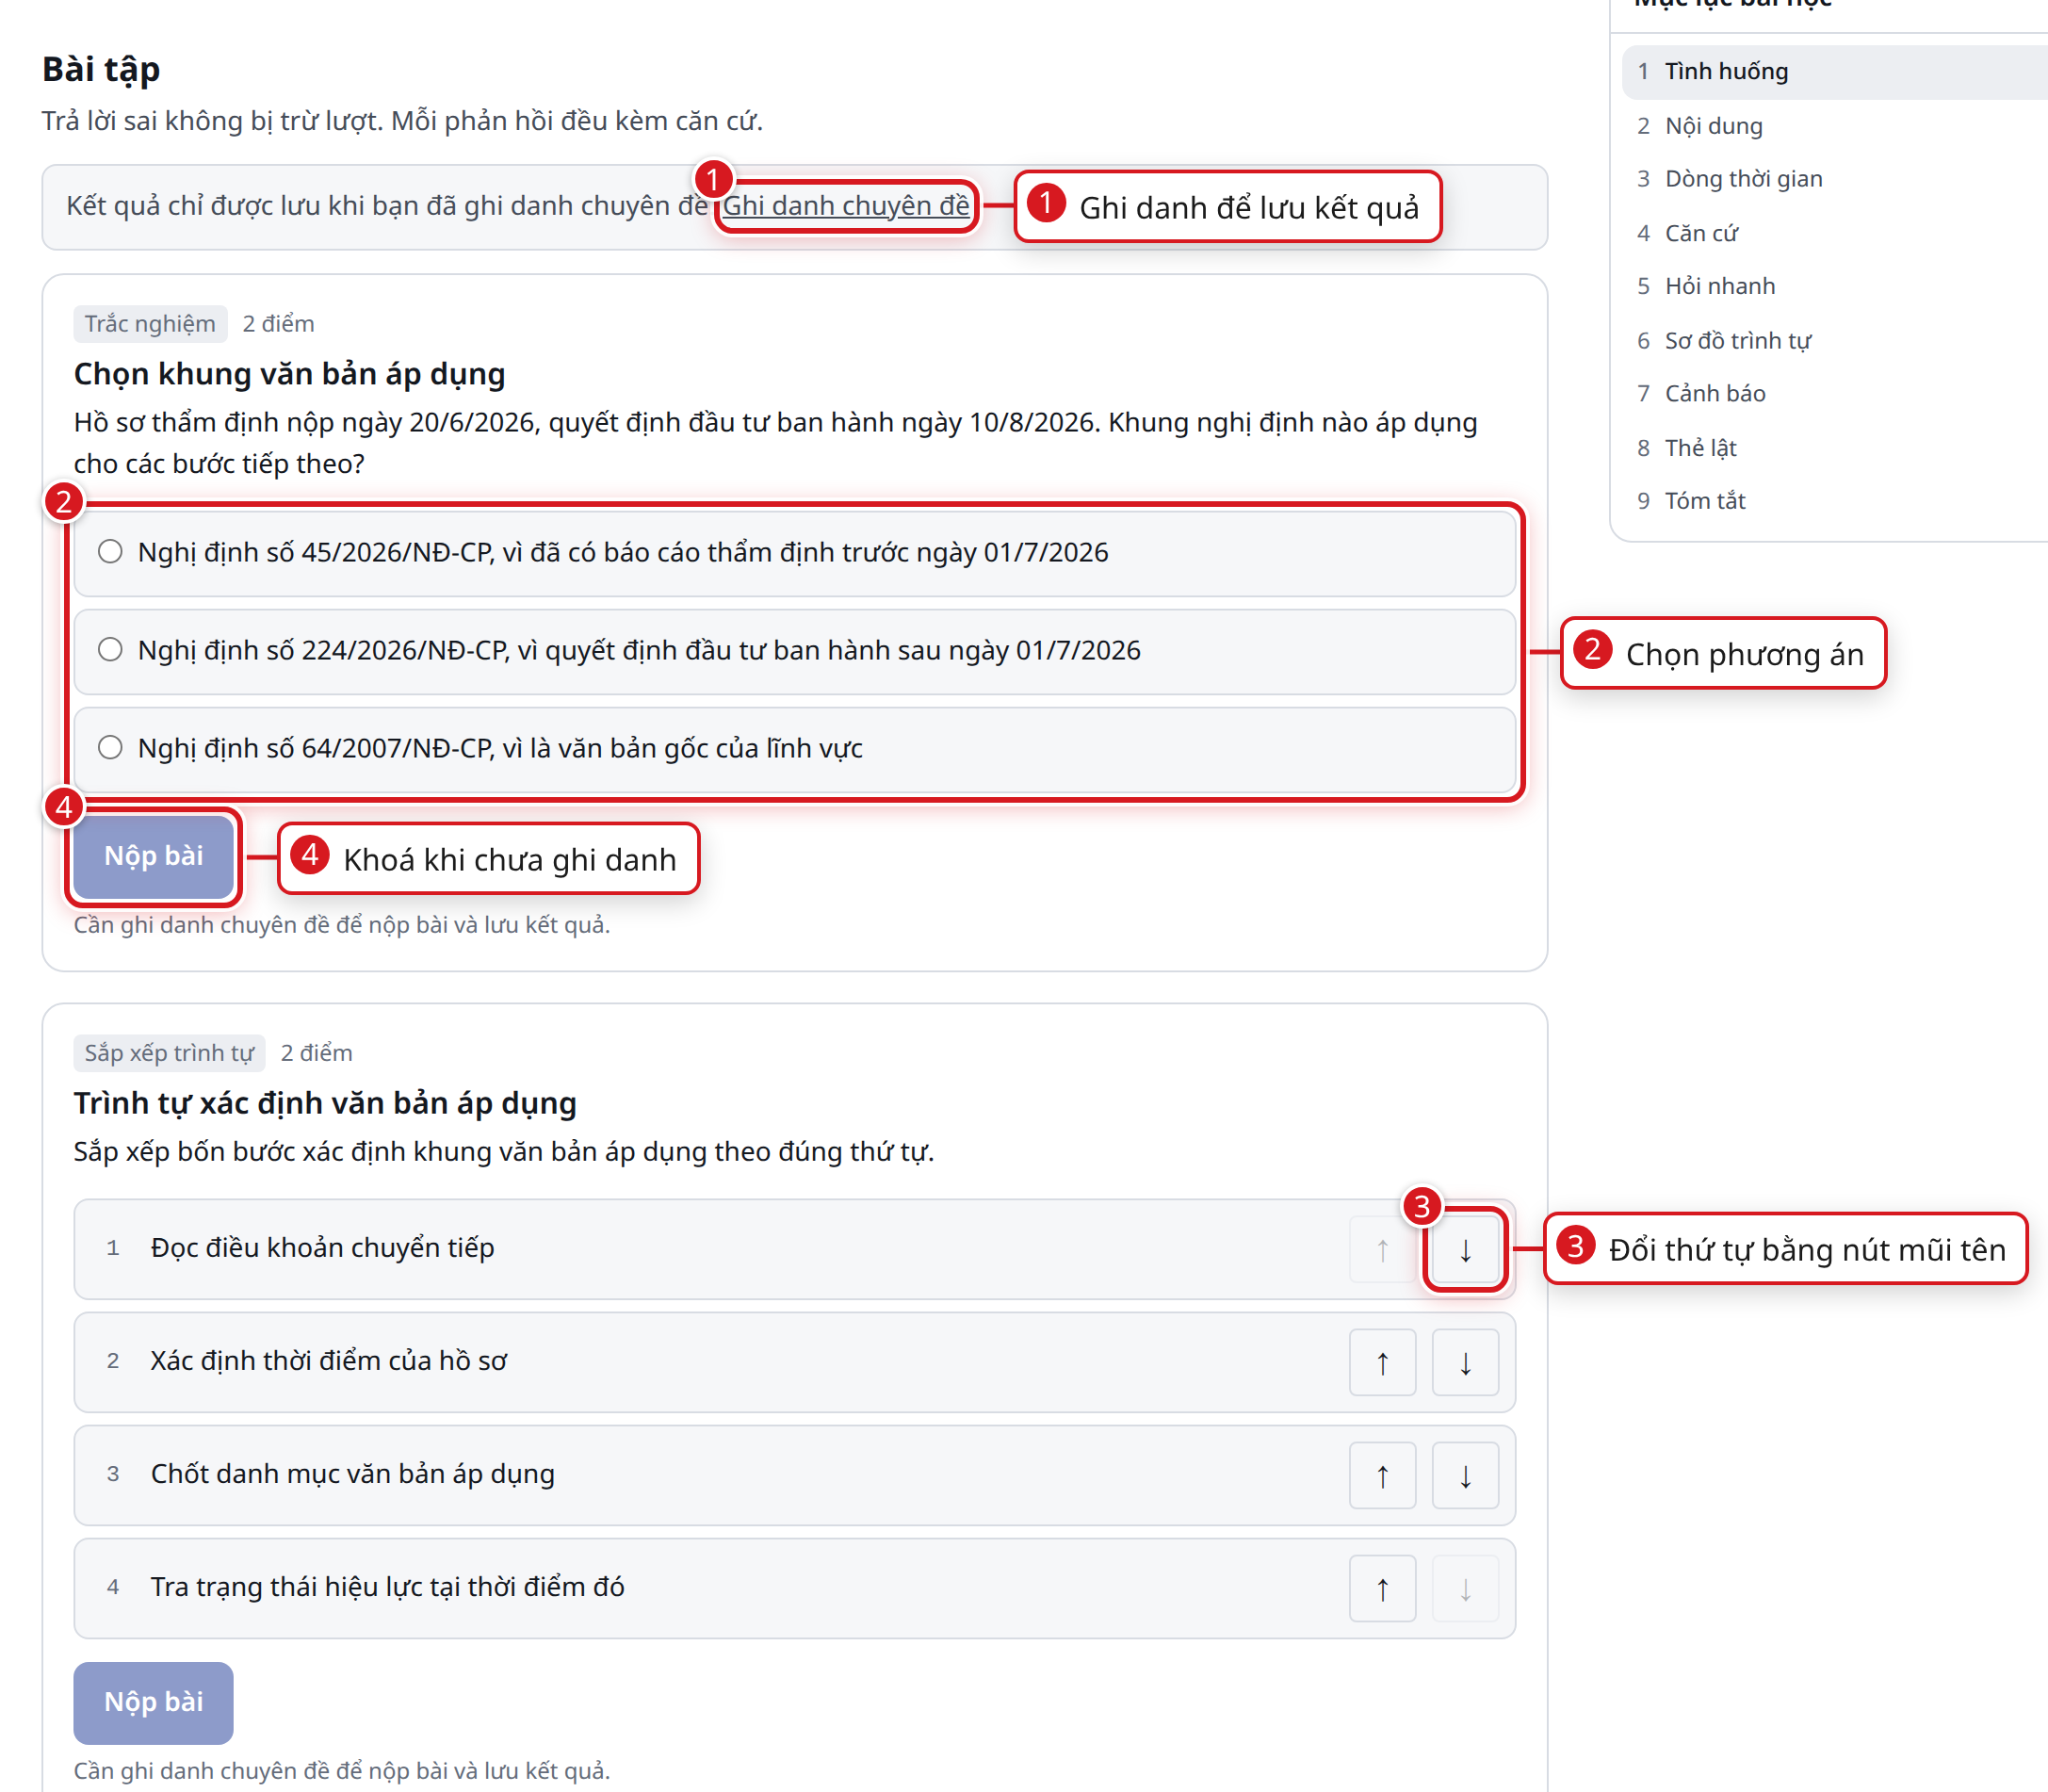 Bài tập
Trả lời sai không bị trừ lượt. Mỗi phản hồi đều kèm căn cứ.
Kết quả chỉ được lưu khi bạn đã ghi danh chuyên đề
1
Ghi danh chuyên đề
1 Ghi danh để lưu kết quả
Trắc nghiệm 2 điểm
Chọn khung văn bản áp dụng
Hồ sơ thẩm định nộp ngày 20/6/2026, quyết định đầu tư ban hành ngày 10/8/2026. Khung nghị định nào áp dụng
cho các bước tiếp theo?
2
Nghị định số 45/2026/NĐ-CP, vì đã có báo cáo thẩm định trước ngày 01/7/2026
Nghị định số 224/2026/NĐ-CP, vì quyết định đầu tư ban hành sau ngày 01/7/2026
Nghị định số 64/2007/NĐ-CP, vì là văn bản gốc của lĩnh vực
2 Chọn phương án
4
Nộp bài
4 Khoá khi chưa ghi danh
Cần ghi danh chuyên đề để nộp bài và lưu kết quả.
Sắp xếp trình tự 2 điểm
Trình tự xác định văn bản áp dụng
Sắp xếp bốn bước xác định khung văn bản áp dụng theo đúng thứ tự.
1 Đọc điều khoản chuyển tiếp ↑ ↓
3
3 Đổi thứ tự bằng nút mũi tên
2 Xác định thời điểm của hồ sơ ↑ ↓
3 Chốt danh mục văn bản áp dụng ↑ ↓
4 Tra trạng thái hiệu lực tại thời điểm đó ↑ ↓
Nộp bài
Cần ghi danh chuyên đề để nộp bài và lưu kết quả.
Mục lục bài học
1 Tình huống
2 Nội dung
3 Dòng thời gian
4 Căn cứ
5 Hỏi nhanh
6 Sơ đồ trình tự
7 Cảnh báo
8 Thẻ lật
9 Tóm tắt